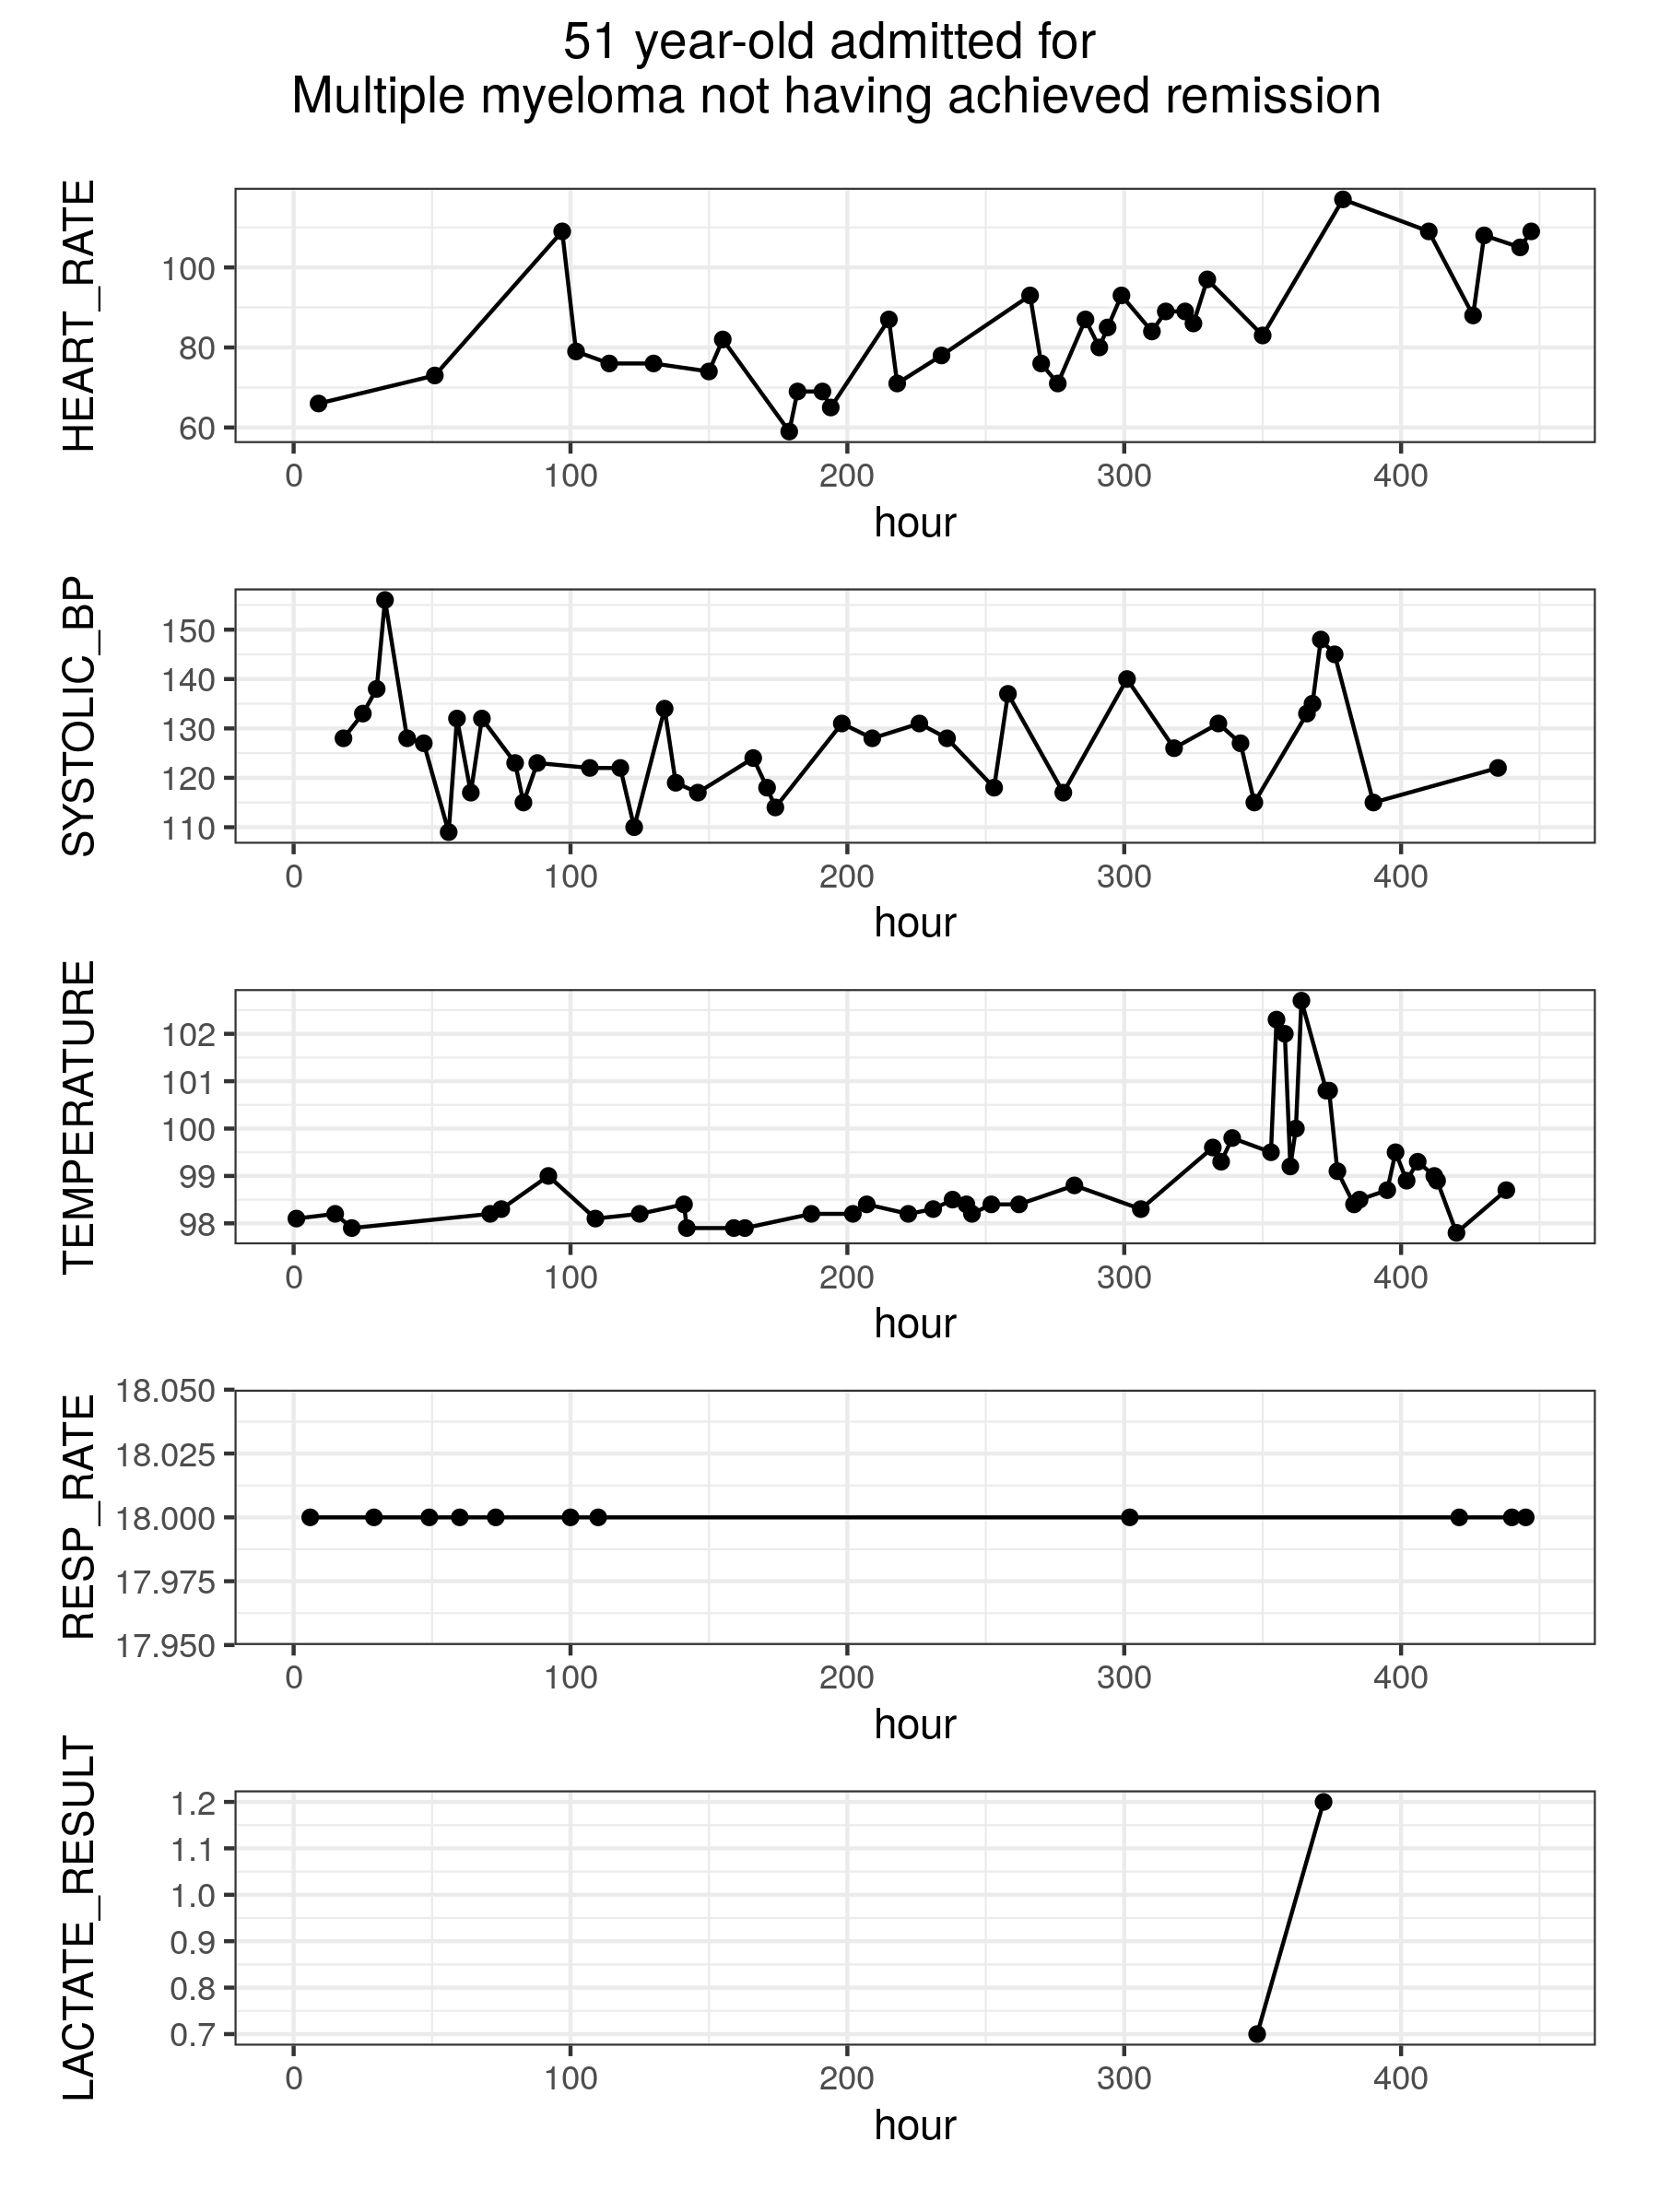 51 year-old admitted for
Multiple myeloma not having achieved remission
HEART_RATE
100
80
60
0 100 200 300 400
hour
SYSTOLIC_BP
150
140
130
120
110
0 100 200 300 400
hour
TEMPERATURE
102
101
100
99
98
0 100 200 300 400
hour
RESP_RATE
18.050
18.025
18.000
17.975
17.950
0 100 200 300 400
hour
LACTATE_RESULT
1.2
1.1
1.0
0.9
0.8
0.7
0 100 200 300 400
hour